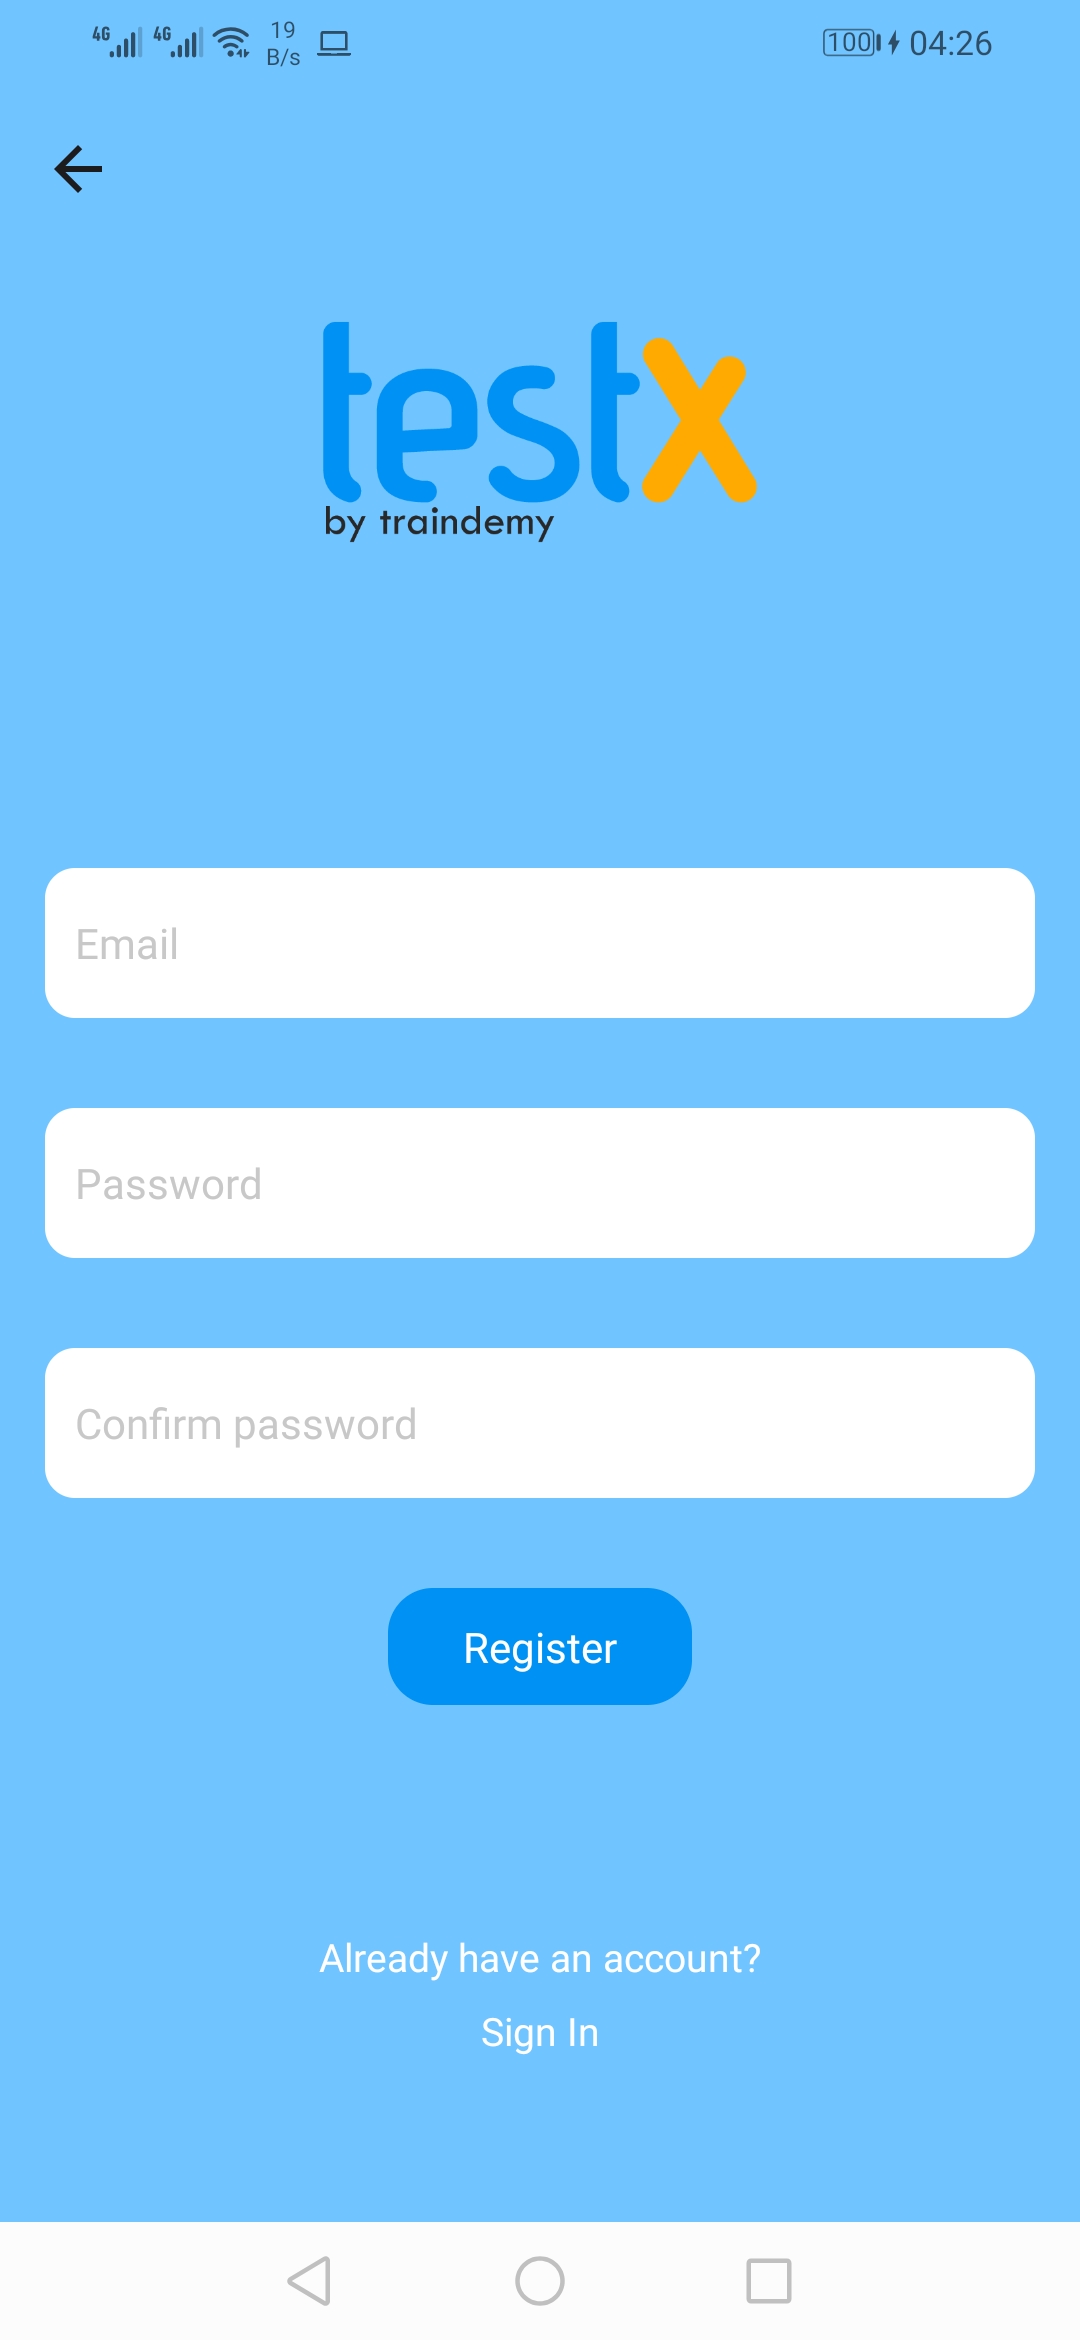 4G 4G 19 B/s 100 04:26
testx
by traindemy
Email
Password
Confirm password
Register
Already have an account?
Sign In